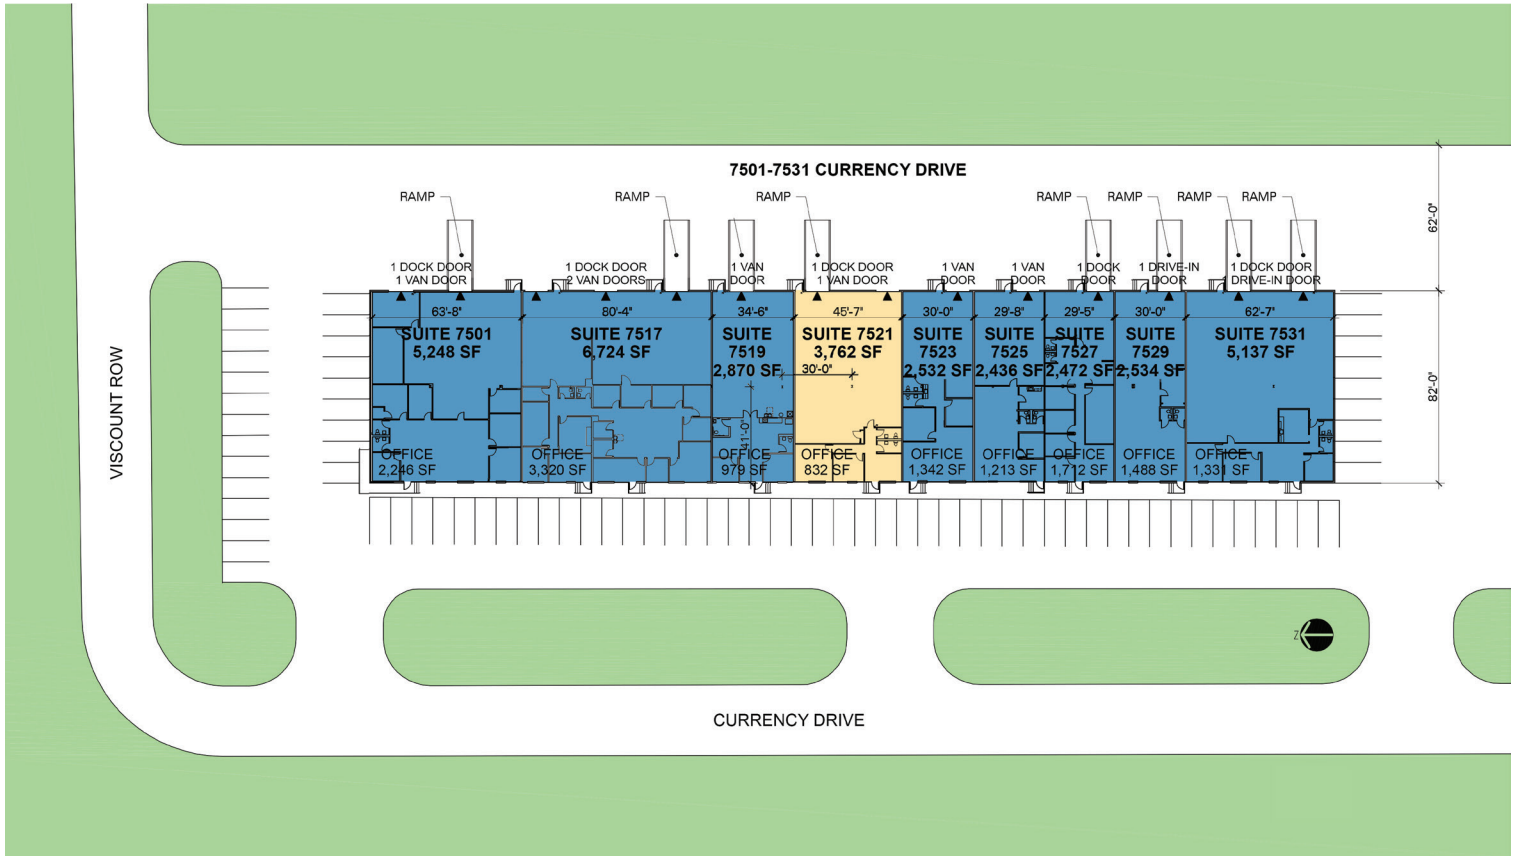 7501-7531 CURRENCY DRIVE
RAMP
RAMP
RAMP
RAMP
RAMP
RAMP
RAMP
62'-0"
1 DOCK DOOR
1 VAN DOOR
1 DOCK DOOR
2 VAN DOORS
1 VAN
DOOR
1 DOCK DOOR
1 VAN DOOR
1 VAN
DOOR
1 VAN
DOOR
1 DOCK
DOOR
1 DRIVE-IN
DOOR
1 DOCK DOOR
1 DRIVE-IN DOOR
63'-8"
80'-4"
34'-6"
45'-7"
30'-0"
29'-8"
29'-5"
30'-0"
62'-7"
SUITE 7501
5,248 SF
SUITE 7517
6,724 SF
SUITE
7519
2,870 SF
SUITE 7521
3,762 SF
SUITE
7523
2,532 SF
SUITE
7525
2,436 SF
SUITE
7527
2,472 SF
SUITE
7529
2,534 SF
SUITE 7531
5,137 SF
30'-0"
41'-0"
82'-0"
OFFICE
2,246 SF
OFFICE
3,320 SF
OFFICE
979 SF
OFFICE
832 SF
OFFICE
1,342 SF
OFFICE
1,213 SF
OFFICE
1,712 SF
OFFICE
1,488 SF
OFFICE
1,331 SF
VISCOUNT ROW
Z
CURRENCY DRIVE